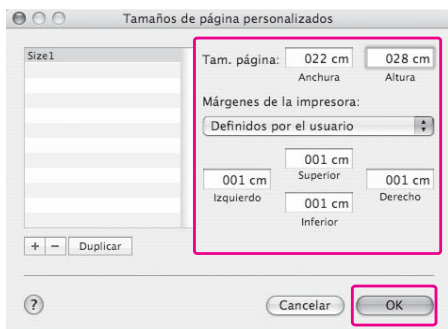 Tamaños de página personalizados
Size1
Tam. página: 022 cm 028 cm
Anchura Altura
Márgenes de la impresora:
Definidos por el usuario
001 cm
Superior
001 cm 001 cm
Izquierdo Derecho
001 cm
Inferior
+ − Duplicar
? Cancelar OK